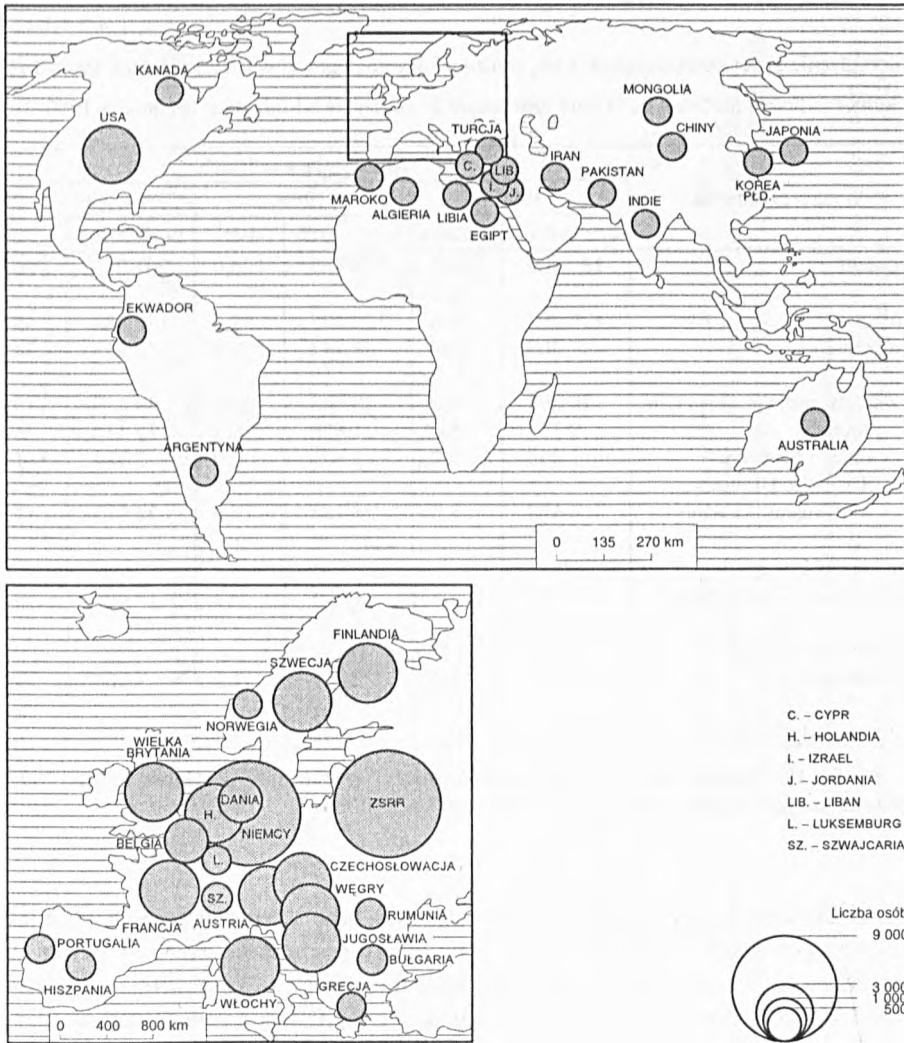 KANADA
USA
MONGOLIA
CHINY
JAPONIA
TURCJA
IRAN
C.
LIB.
PAKISTAN
I.
J.
MAROKO
ALGIERIA
LIBIA
EGIPT
INDIE
KOREA
PŁD.
EKWADOR
ARGENTYNA
AUSTRALIA
0 135 270 km
FINLANDIA
SZWECJA
NORWEGIA
WIELKA
BRYTANIA
DANIA
H.
NIEMCY
ZSRR
BELGIA
L.
CZECHOSŁOWACJA
WĘGRY
SZ.
AUSTRIA
RUMUNIA
FRANCJA
JUGOSŁAWIA
PORTUGALIA
BUŁGARIA
HISZPANIA
WŁOCHY
GRECJA
0 400 800 km
C. – CYPR
H. – HOLANDIA
I. – IZRAEL
J. – JORDANIA
LIB. – LIBAN
L. – LUKSEMBURG
SZ. – SZWAJCARIA
Liczba osób
9 000
3 000
1 000
500